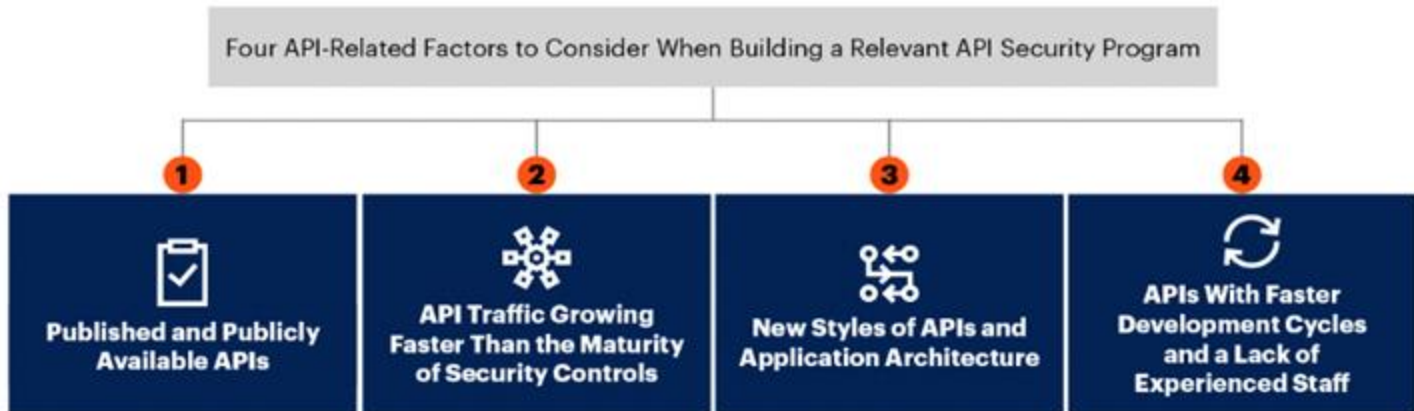 Four API-Related Factors to Consider When Building a Relevant API Security Program
1
2
3
4
Published and Publicly
Available APIs
API Traffic Growing
Faster Than the Maturity
of Security Controls
New Styles of APIs and
Application Architecture
APIs With Faster
Development Cycles
and a Lack of
Experienced Staff